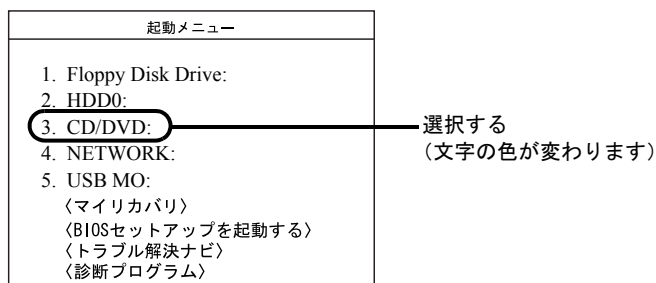 起動メニュー
1. Floppy Disk Drive:
2. HDD0:
3. CD/DVD:
4. NETWORK:
5. USB MO:
〈マイリカバリ〉
〈BIOSセットアップを起動する〉
〈トラブル解決ナビ〉
〈診断プログラム〉
選択する
（文字の色が変わります）